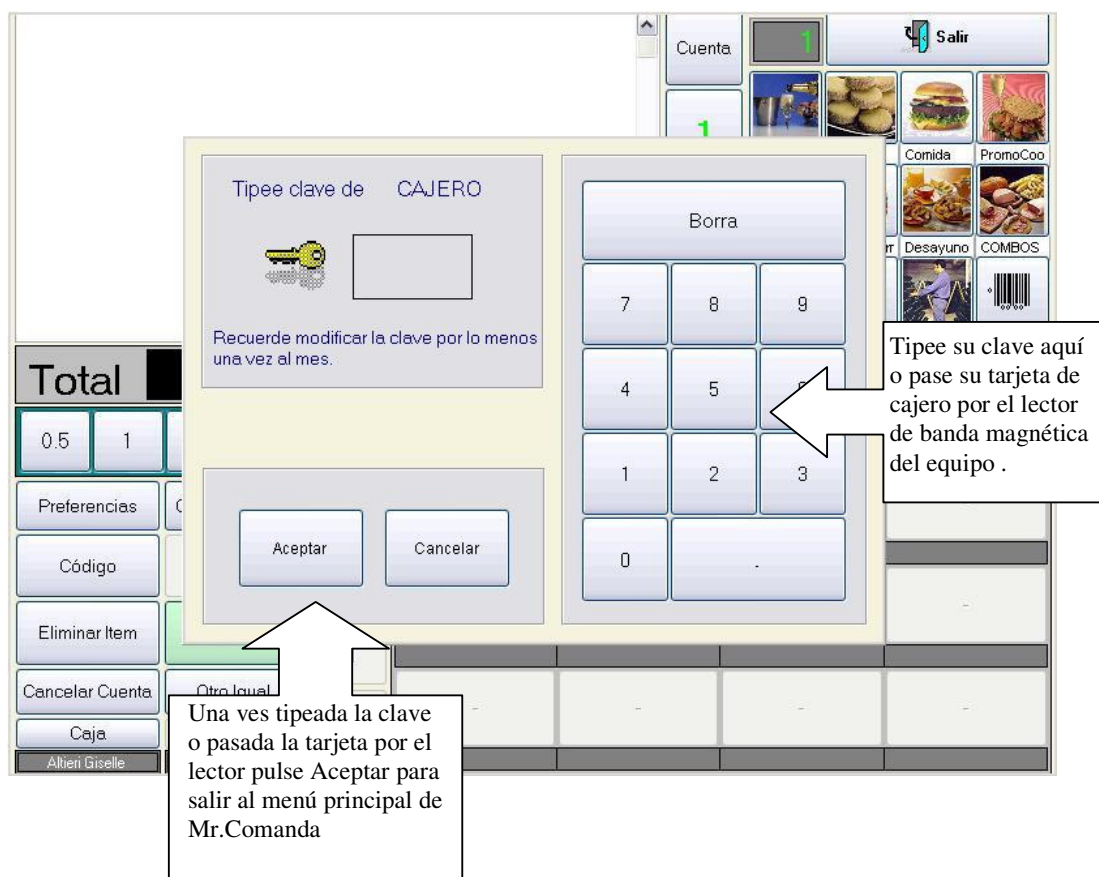 Cuenta
1
Salir
1
Comida
PromoCoo
Desayuno
COMBOS
Tipee clave de CAJERO
Recuerde modificar la clave por lo menos
una vez al mes.
Borra
7 8 9
4 5
1 2 3
0 .
Aceptar
Cancelar
Tipee su clave aquí
o pase su tarjeta de
cajero por el lector
de banda magnética
del equipo .
Total
0.5 1
Preferencias
Código
Eliminar Item
Cancelar Cuenta
Otro Igual
Caja
Altieri Giselle
- 
- - - -
Una ves tipeada la clave
o pasada la tarjeta por el
lector pulse Aceptar para
salir al menú principal de
Mr.Comanda